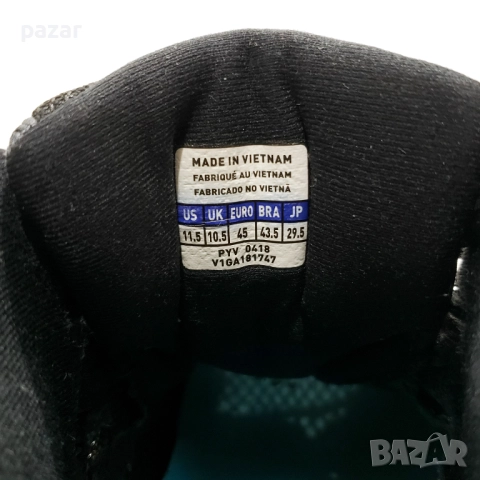 pazar
MADE IN VIETNAM
FABRIQUÉ AU VIETNAM
FABRICADO NO VIETNÃ
US UK EURO BRA JP
11.5 10.5 45 43.5 29.5
PYV 0418
V1GA181747
BAZAR